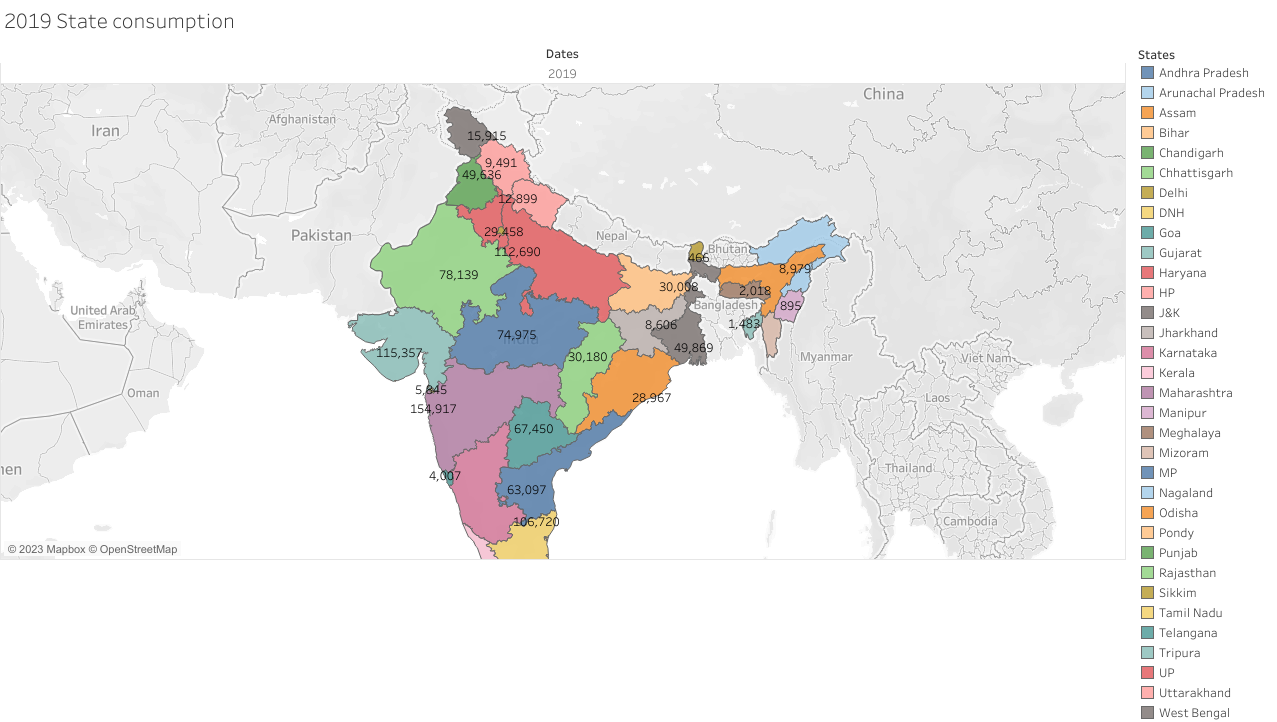 2019 State consumption
Dates
2019
States
Andhra Pradesh
Arunachal Pradesh
Assam
Bihar
Chandigarh
Chhattisgarh
Delhi
DNH
Goa
Gujarat
Haryana
HP
J&K
Jharkhand
Karnataka
Kerala
Maharashtra
Manipur
Meghalaya
Mizoram
MP
Nagaland
Odisha
Pondy
Punjab
Rajasthan
Sikkim
Tamil Nadu
Telangana
Tripura
UP
Uttarakhand
West Bengal
China
Afghanistan
Iran
15,915
9,491
49,636
12,899
Pakistan
29,458
Nepal
112,690
Bhutan
466
8,979
78,139
30,008
2,018
Bangladesh
895
United Arab
Emirates
1,483
8,606
74,975
49,869
115,357
30,180
Myanmar
Viet Nam
5,845
Oman
28,967
Laos
154,917
67,450
men
4,007
Thailand
63,097
106,720
Cambodia
© 2023 Mapbox © OpenStreetMap